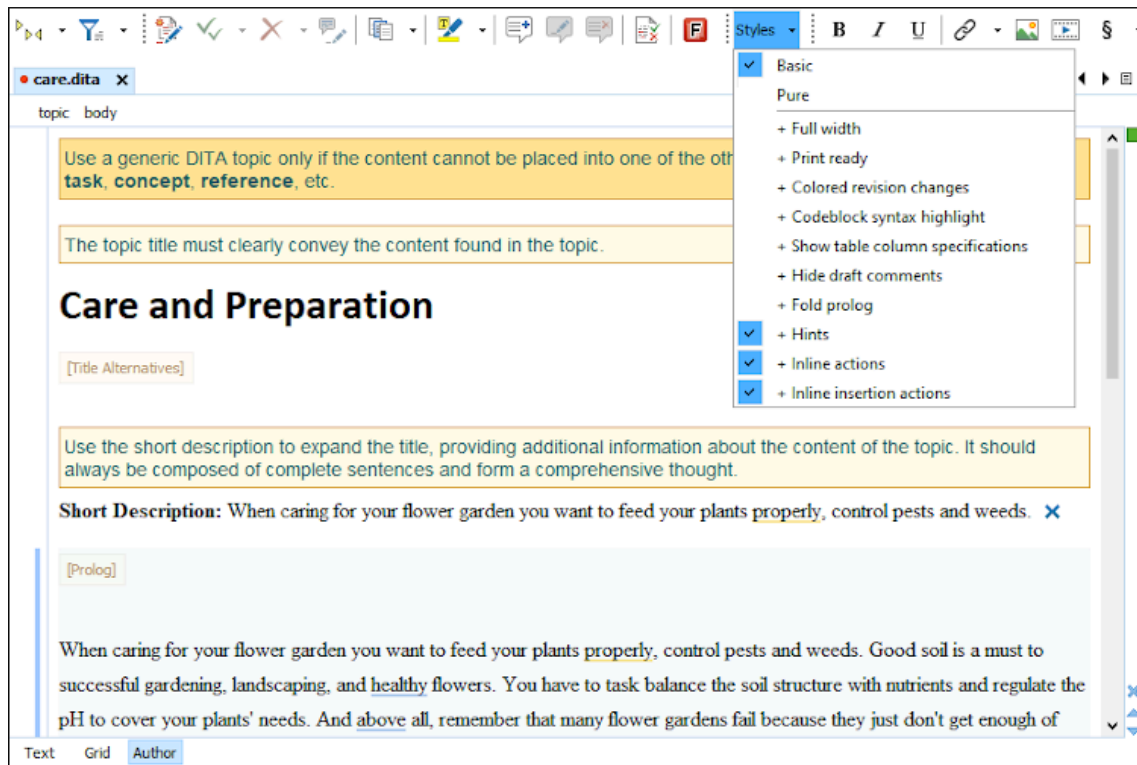 Styles
B I U §
care.dita
topic body
Basic
Pure
+ Full width
+ Print ready
+ Colored revision changes
+ Codeblock syntax highlight
+ Show table column specifications
+ Hide draft comments
+ Fold prolog
+ Hints
+ Inline actions
+ Inline insertion actions
Use a generic DITA topic only if the content cannot be placed into one of the
task, concept, reference, etc.
The topic title must clearly convey the content found in the topic.
Care and Preparation
[Title Alternatives]
Use the short description to expand the title, providing additional information about the content of the topic. It should
always be composed of complete sentences and form a comprehensive thought.
Short Description: When caring for your flower garden you want to feed your plants properly, control pests and weeds.
[Prolog]
When caring for your flower garden you want to feed your plants properly, control pests and weeds. Good soil is a must to
successful gardening, landscaping, and healthy flowers. You have to task balance the soil structure with nutrients and regulate the
pH to cover your plants' needs. And above all, remember that many flower gardens fail because they just don't get enough of
Text Grid Author